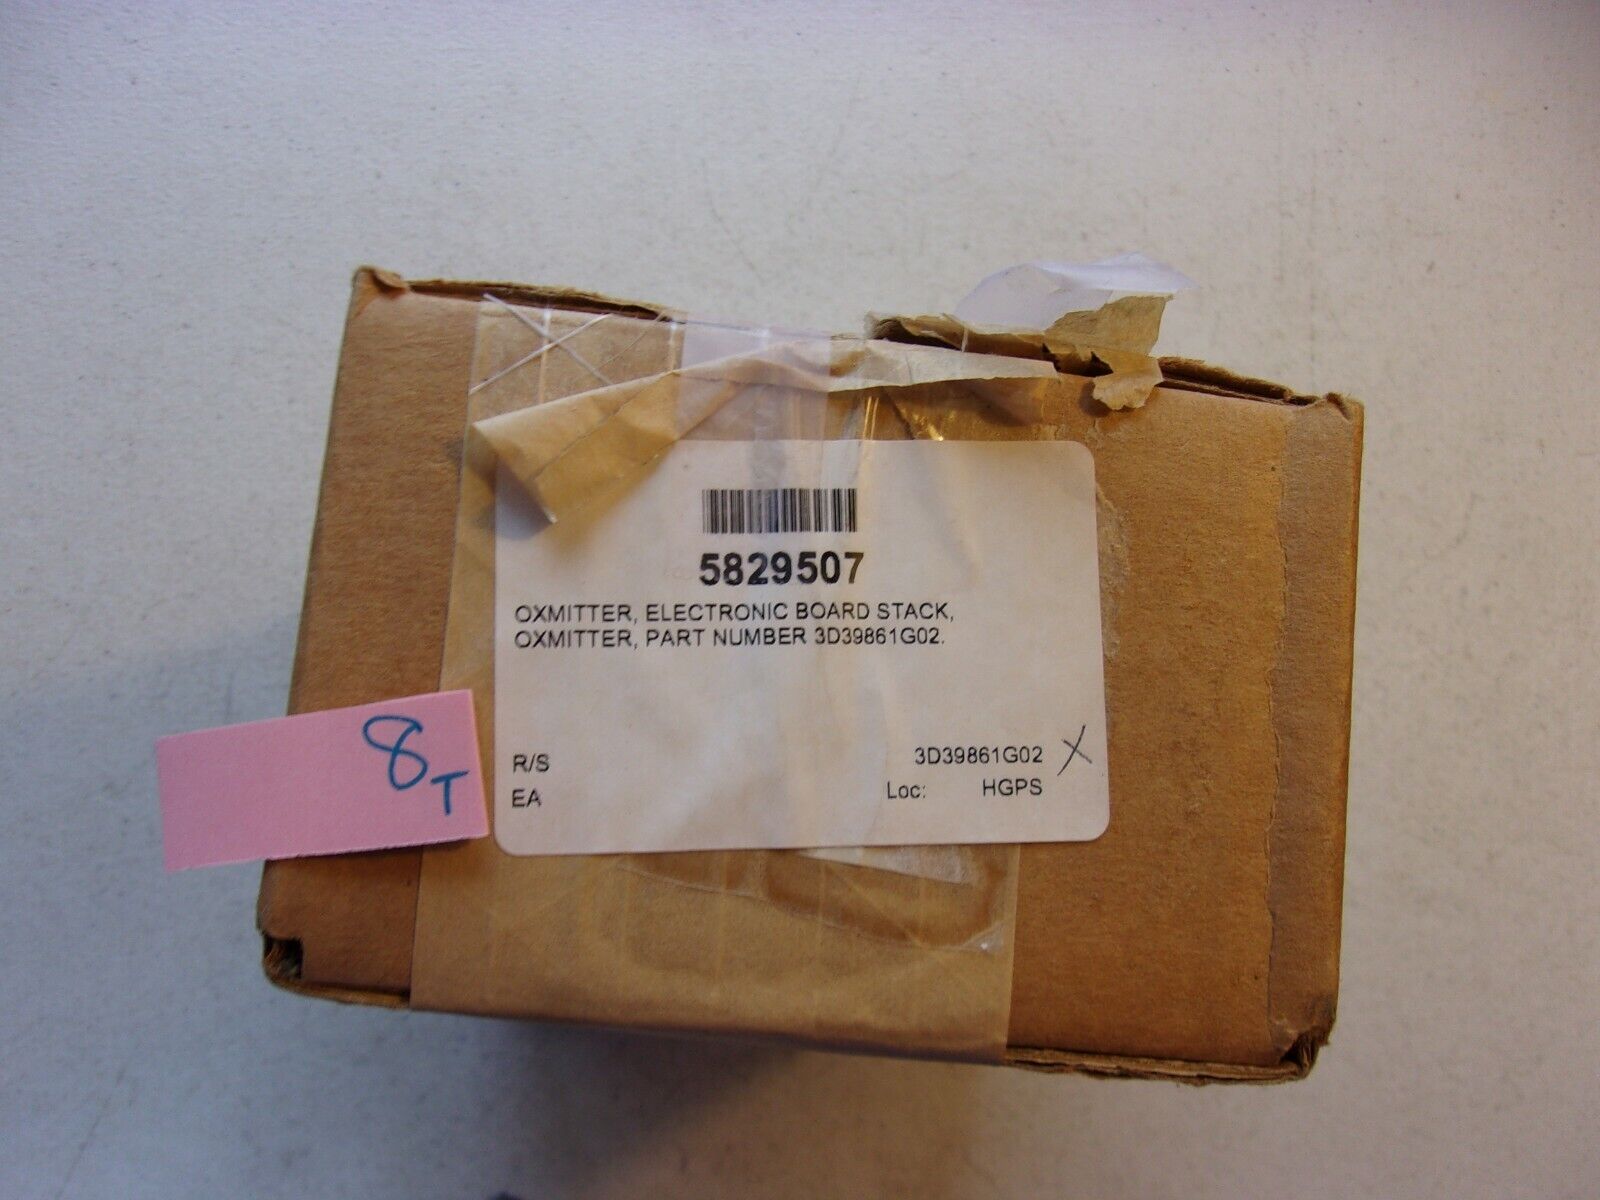 5829507
OXMITTER, ELECTRONIC BOARD STACK,
OXMITTER, PART NUMBER 3D39861G02.
R/S 3D39861G02 X
EA Loc: HGPS
8T